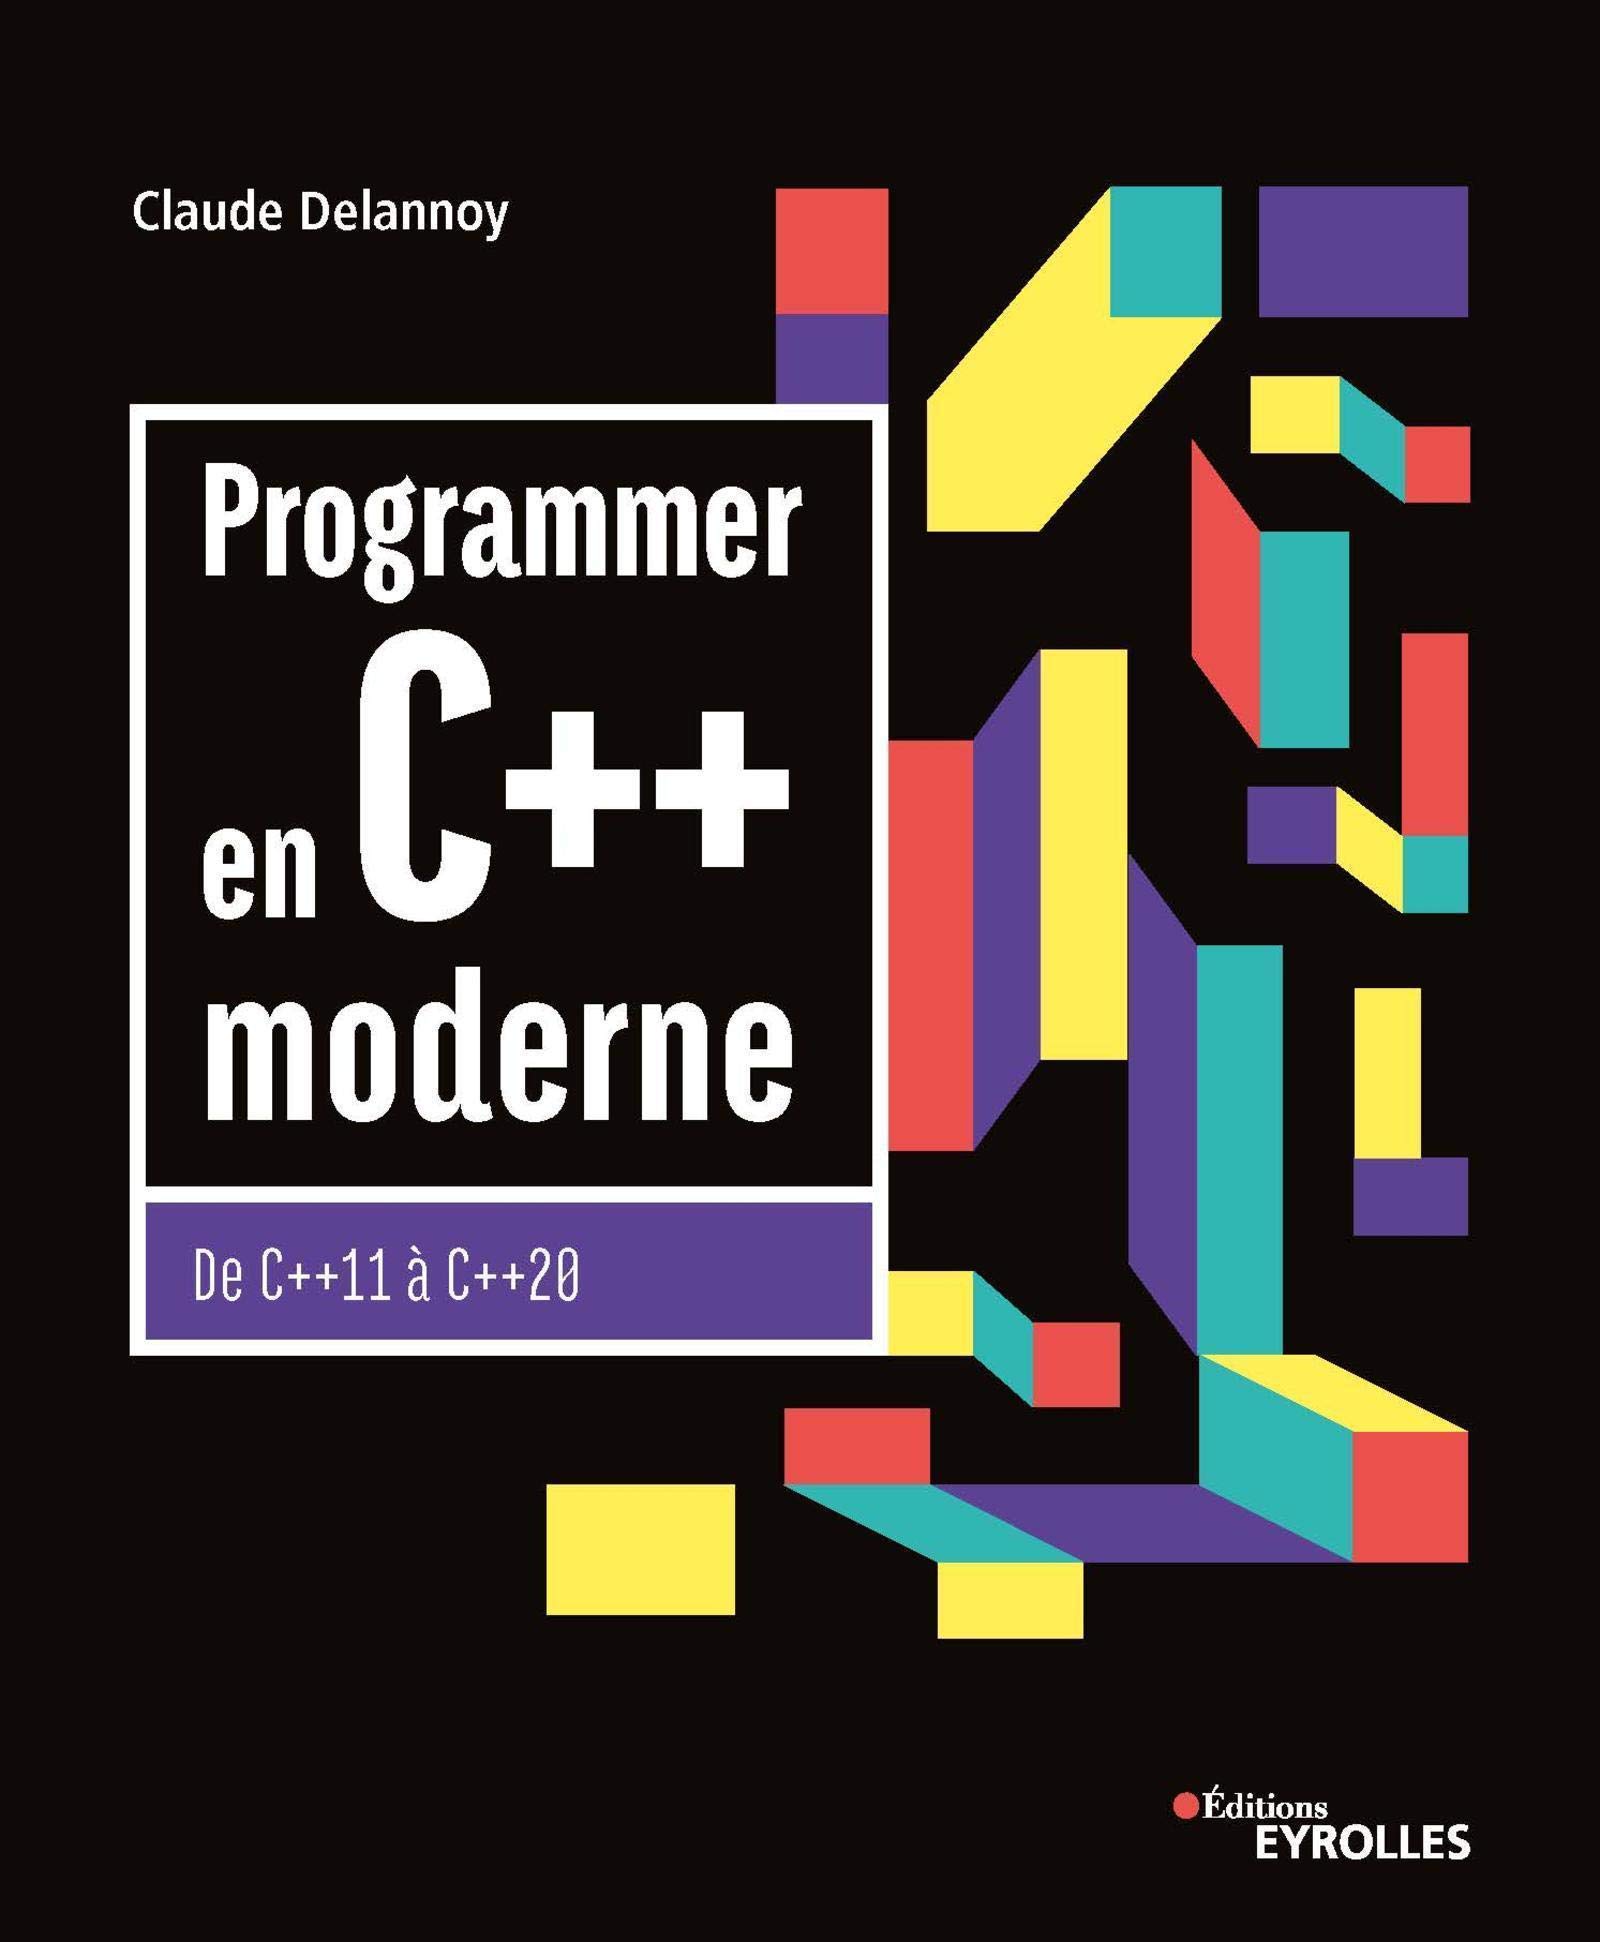 Claude Delannoy
Programmer
en C++
moderne
De C++11 à C++20
Éditions
EYROLLES